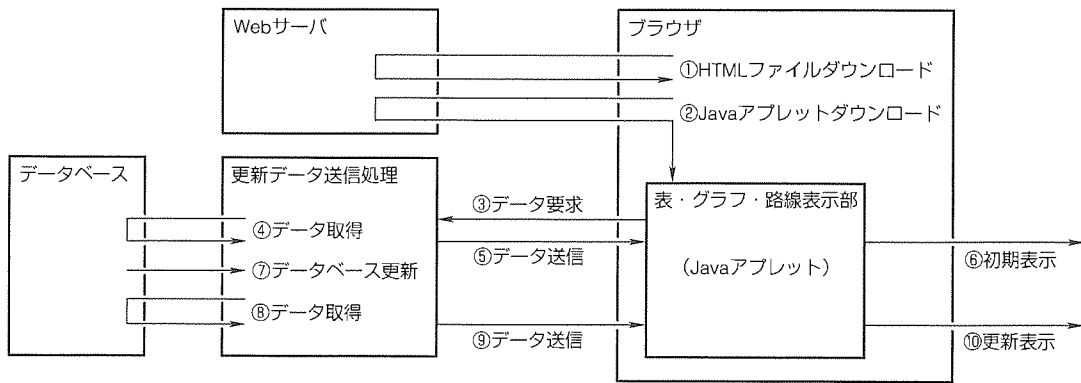 Webサーバ
ブラウザ
①HTMLファイルダウンロード
②Javaアプレットダウンロード
データベース
更新データ送信処理
表・グラフ・路線表示部
③データ要求
④データ取得
⑤データ送信
(Javaアプレット)
⑥初期表示
⑦データベース更新
⑧データ取得
⑨データ送信
⑩更新表示